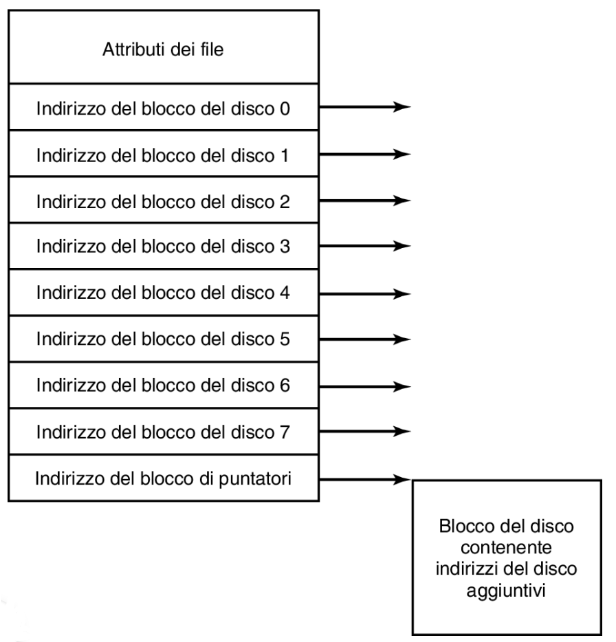 Attributi dei file
Indirizzo del blocco del disco 0
Indirizzo del blocco del disco 1
Indirizzo del blocco del disco 2
Indirizzo del blocco del disco 3
Indirizzo del blocco del disco 4
Indirizzo del blocco del disco 5
Indirizzo del blocco del disco 6
Indirizzo del blocco del disco 7
Indirizzo del blocco di puntatori
Blocco del disco
contenente
indirizzi del disco
aggiuntivi